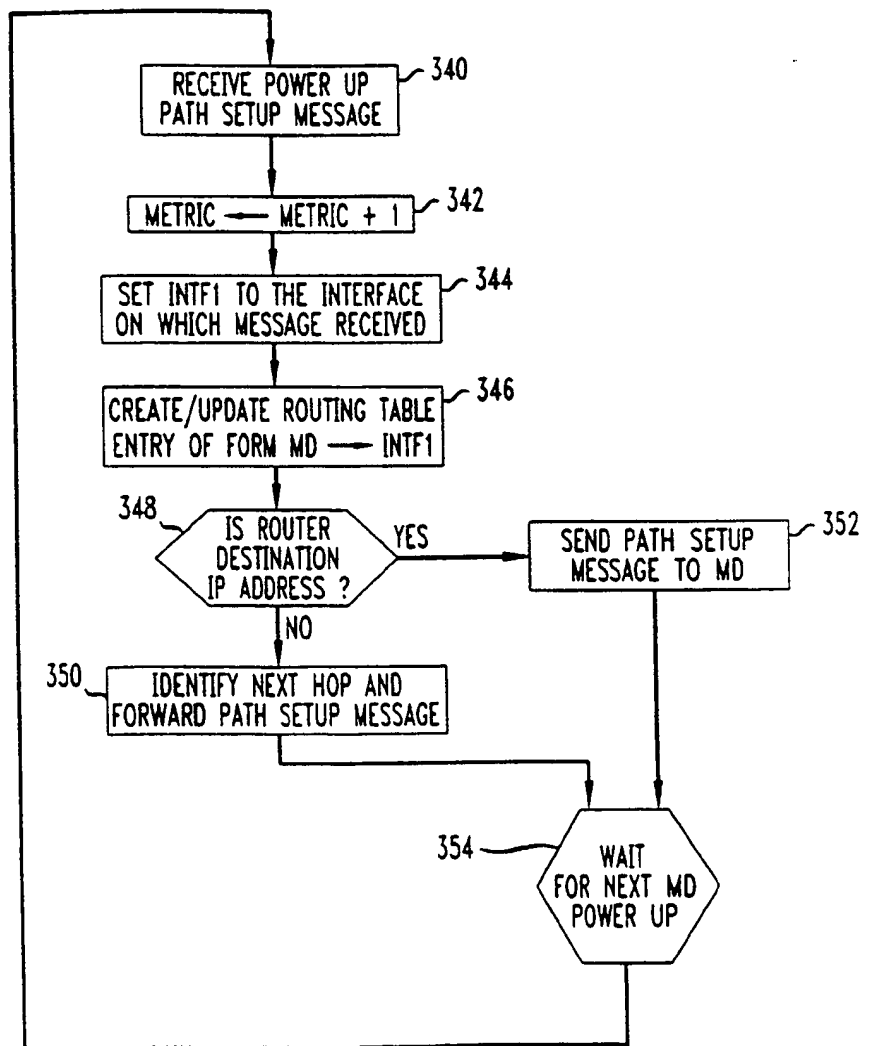 RECEIVE POWER UP
PATH SETUP MESSAGE
340
METRIC ← METRIC + 1
342
SET INTF1 TO THE INTERFACE
ON WHICH MESSAGE RECEIVED
344
CREATE/UPDATE ROUTING TABLE
ENTRY OF FORM MD → INTF1
346
348
IS ROUTER
DESTINATION
IP ADDRESS ?
YES
SEND PATH SETUP
MESSAGE TO MD
352
NO
350
IDENTIFY NEXT HOP AND
FORWARD PATH SETUP MESSAGE
354
WAIT
FOR NEXT MD
POWER UP